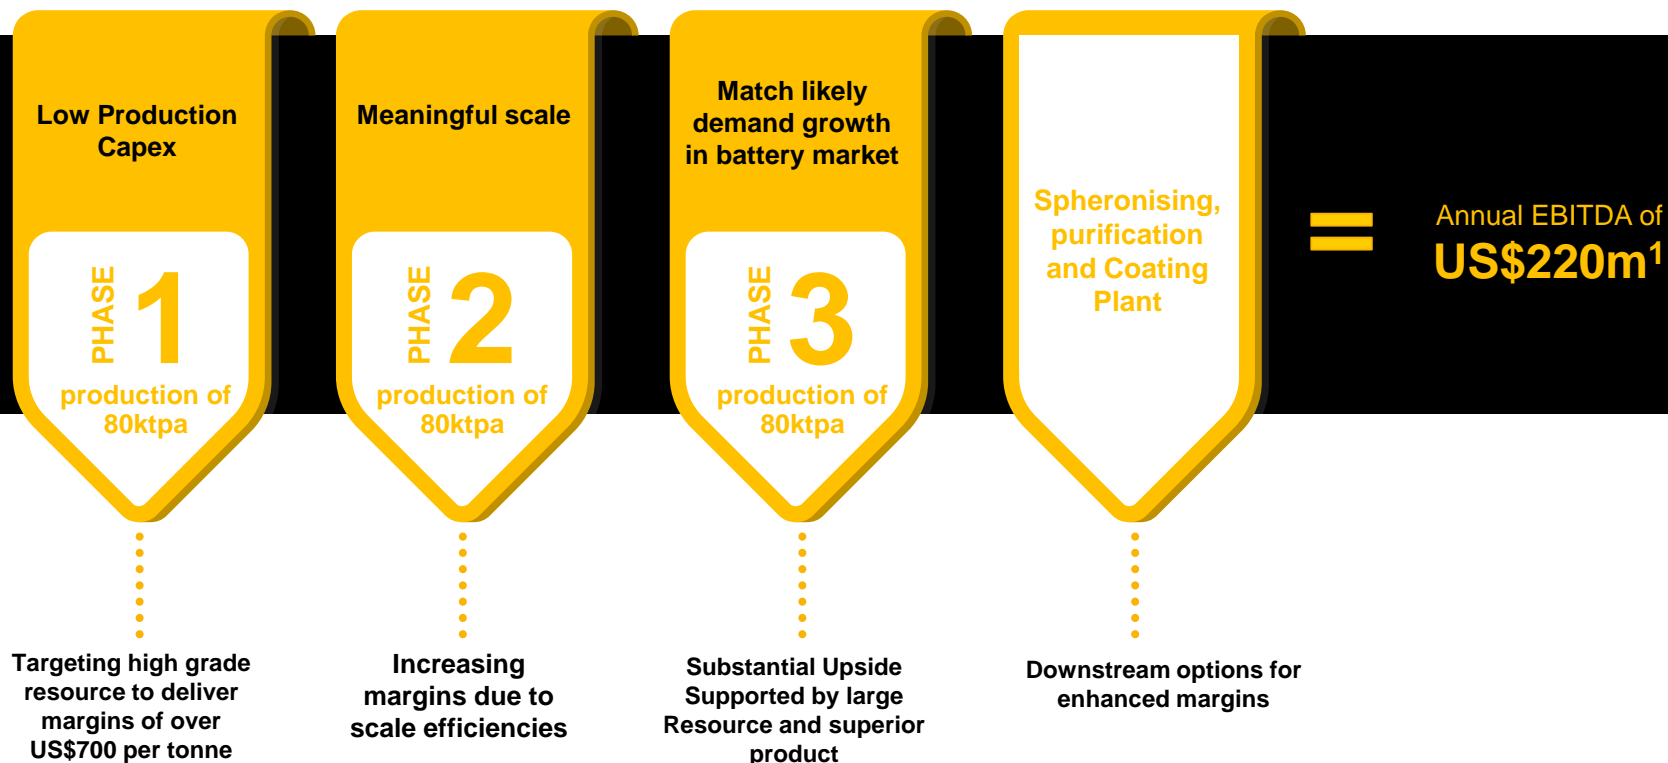 Low Production
Capex
PHASE 1
production of
80ktpa
Targeting high grade
resource to deliver
margins of over
US$700 per tonne
Meaningful scale
PHASE 2
production of
80ktpa
Increasing
margins due to
scale efficiencies
Match likely
demand growth
in battery market
PHASE 3
production of
80ktpa
Substantial Upside
Supported by large
Resource and superior
product
Spheronising,
purification
and Coating
Plant
Downstream options for
enhanced margins
=
Annual EBITDA of
US$220m¹